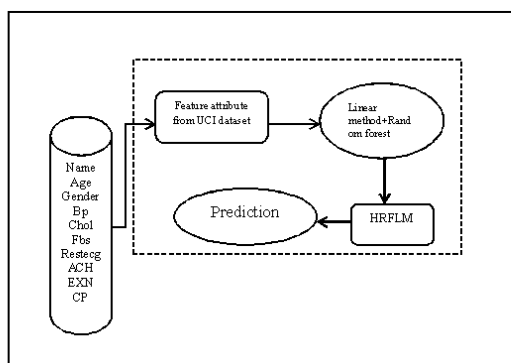 Name
Age
Gender
Bp
Chol
Fbs
Restecg
ACH
EXN
CP
Feature attribute
from UCI dataset
Linear
method+Rand
om forest
HRFLM
Prediction